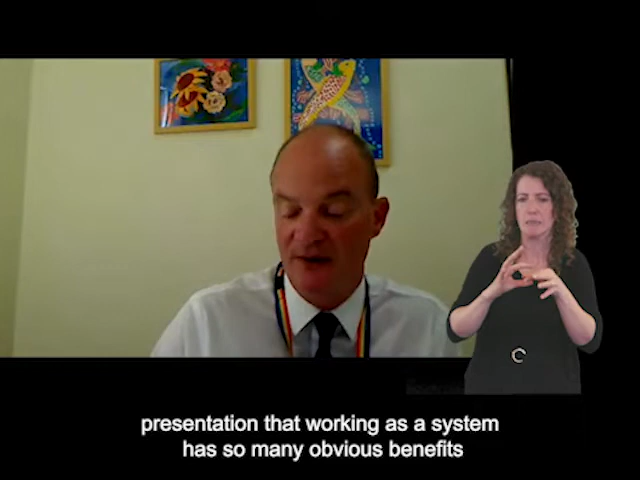 presentation that working as a system
has so many obvious benefits